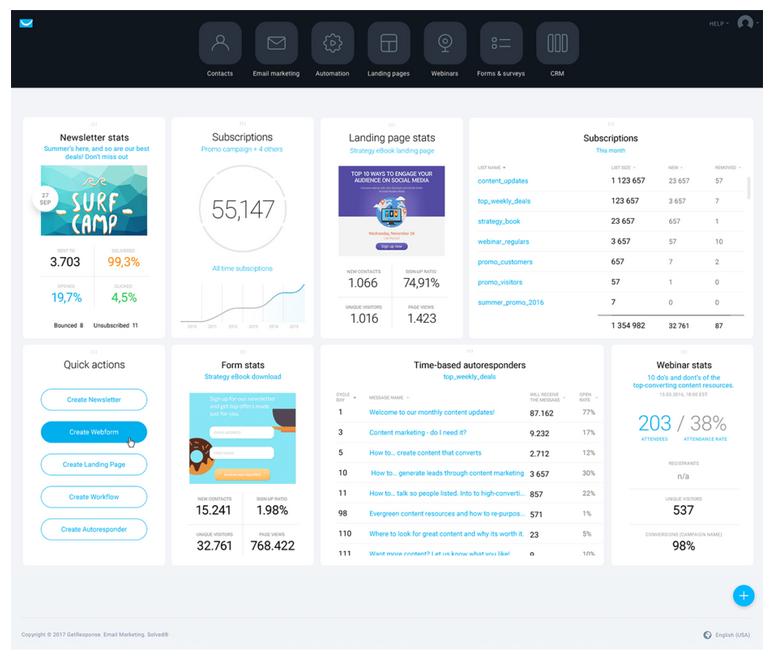 HELP
Contacts
Email marketing
Automation
Landing pages
Webinars
Forms & surveys
CRM
Newsletter stats
Summer's here, and so are our best
deals! Don't miss out
27
SEP
SURF
CAMP
SENT TO
DELIVERED
3.703
99,3%
OPENED
CLICKED
19,7%
4,5%
Bounced 8 Unsubscribed 11
Subscriptions
Promo campaign + 4 others
55,147
All time subscriptions
2010 2011 2012 2013 2014 2015
Landing page stats
Strategy eBook landing page
TOP 10 WAYS TO ENGAGE YOUR
AUDIENCE ON SOCIAL MEDIA
Wednesday, November 26
Sign up now
NEW CONTACTS
SIGN-UP RATIO
1.066
74,91%
UNIQUE VISITORS
PAGE VIEWS
1.016
1.423
Subscriptions
This month
LIST NAME LIST SIZE NEW REMOVED
content_updates 1 123 657 23 657 57
top_weekly_deals 123 657 3 657 7
strategy_book 23 657 657 1
webinar_regulars 3 657 57 10
promo_customers 657 7 2
promo_visitors 57 1 0
summer_promo_2016 7 0 0
1 354 982 32 761 87
Quick actions
Create Newsletter
Create Webform
Create Landing Page
Create Workflow
Create Autoresponder
Form stats
Strategy eBook download
Sign up for our newsletter
and get top offers made
just for you.
NEW CONTACTS
SIGN-UP RATIO
15.241
1.98%
UNIQUE VISITORS
PAGE VIEWS
32.761
768.422
Time-based autoresponders
top_weekly_deals
CYCLE
DAY
MESSAGE NAME
WILL RECEIVE
THE MESSAGE
OPEN
RATE
1 Welcome to our monthly content updates! 87.162 77%
3 Content marketing - do I need it? 9.232 17%
5 How to... create content that converts 2.712 12%
10 How to... generate leads through content marketing 3 657 30%
11 How to... talk so people listed. Into to high-converti... 857 22%
98 Evergreen content resources and how to re-purpos... 571 1%
110 Where to look for great content and why its worth it. 23 5%
111 Want more content? Let us know what you like! 9 10%
Webinar stats
10 do's and dont's of the
top-converting content resources.
15.03.2016, 18:00 EST
203 / 38%
ATTENDEES ATTENDANCE RATE
REGISTRANTS
n/a
UNIQUE VISITORS
537
CONVERSIONS (CAMPAIGN NAME)
98%
+
Copyright © 2017 GetResponse. Email Marketing. Solved®
English (USA)